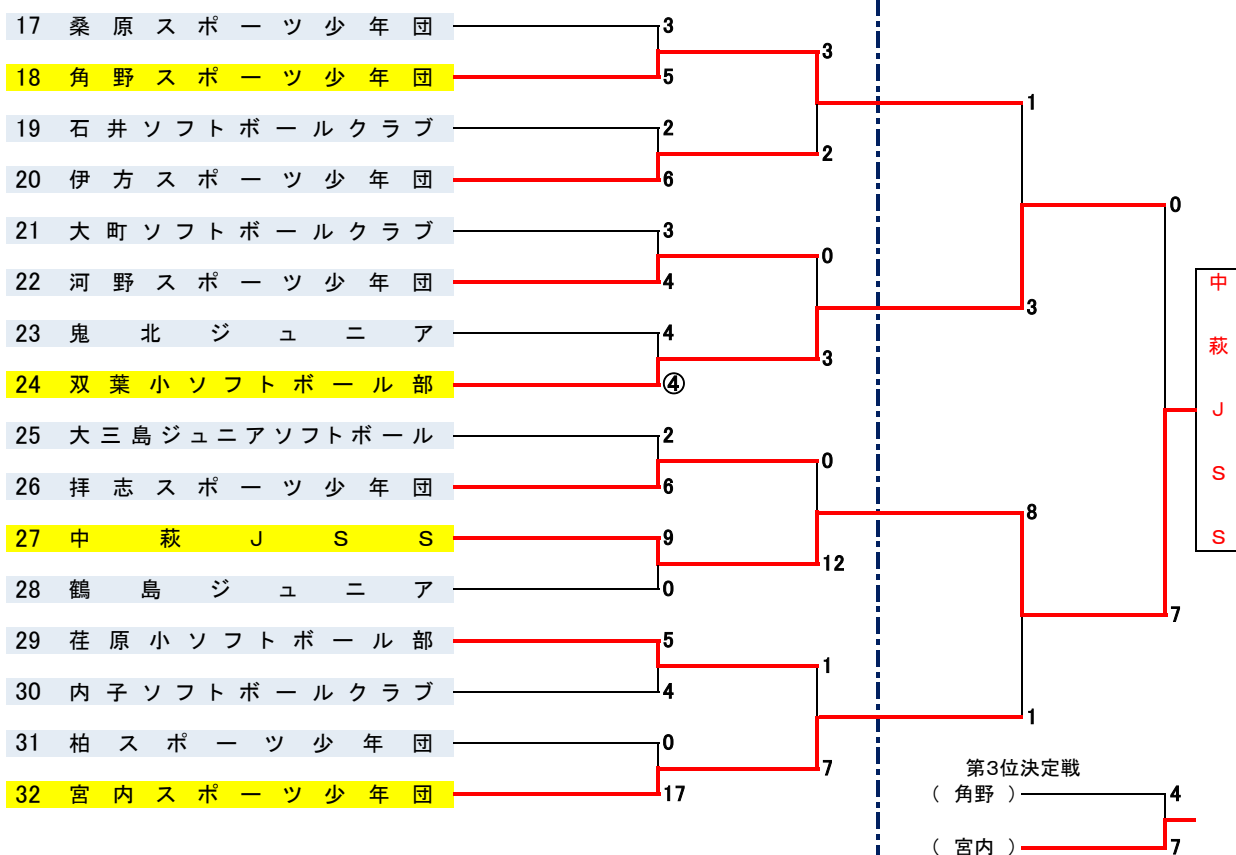 17 桑原スポーツ少年団 3
3
18 角野スポーツ少年団 5
1
19 石井ソフトボールクラブ 2
2
20 伊方スポーツ少年団 6
0
21 大町ソフトボールクラブ 3
0
22 河野スポーツ少年団 4
3
23 鬼北ジュニア 4
3
24 双葉小ソフトボール部 ④
25 大三島ジュニアソフトボール 2
0
26 拝志スポーツ少年団 6
8
27 中萩JSS 9
12
28 鶴島ジュニア 0
7
29 荏原小ソフトボール部 5
1
30 内子ソフトボールクラブ 4
1
31 柏スポーツ少年団 0
7
32 宮内スポーツ少年団 17
中萩JSS
第3位決定戦
(角野) 4
(宮内) 7